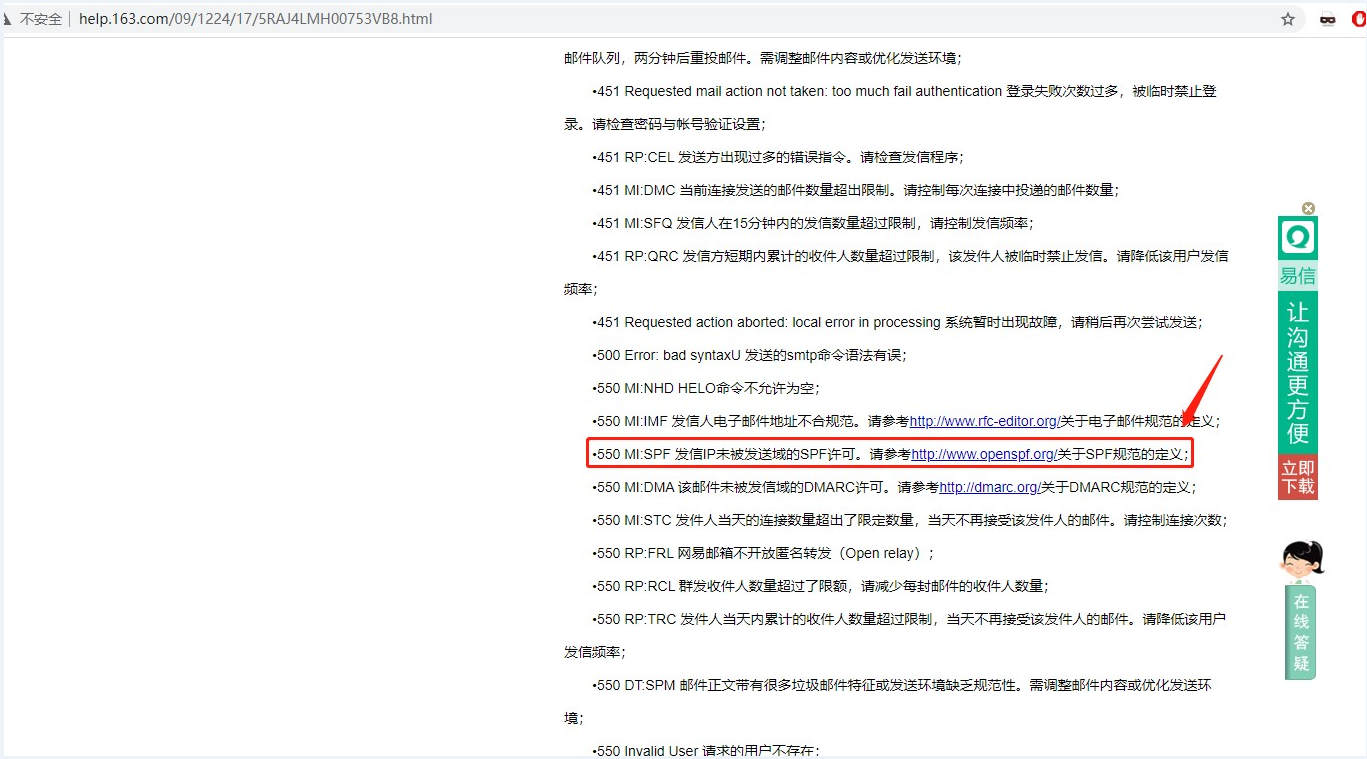 不安全 | help.163.com/09/1224/17/5RAJ4LMH00753VB8.html
邮件队列，两分钟后重投邮件。需调整邮件内容或优化发送环境；
•451 Requested mail action not taken: too much fail authentication 登录失败次数过多，被临时禁止登
录。请检查密码与帐号验证设置；
•451 RP:CEL 发送方出现过多的错误指令。请检查发信程序；
•451 MI:DMC 当前连接发送的邮件数量超出限制。请控制每次连接中投递的邮件数量；
•451 MI:SFQ 发信人在15分钟内的发信数量超过限制，请控制发信频率；
•451 RP:QRC 发信方短期内累计的收件人数量超过限制，该发件人被临时禁止发信。请降低该用户发信
频率；
•451 Requested action aborted: local error in processing 系统暂时出现故障，请稍后再次尝试发送；
•500 Error: bad syntaxU 发送的smtp命令语法有误；
•550 MI:NHD HELO命令不允许为空；
•550 MI:IMF 发信人电子邮件地址不合规范。请参考http://www.rfc-editor.org/关于电子邮件规范的定义；
•550 MI:SPF 发信IP未被发送域的SPF许可。请参考http://www.openspf.org/关于SPF规范的定义；
•550 MI:DMA 该邮件未被发信域的DMARC许可。请参考http://dmarc.org/关于DMARC规范的定义；
•550 MI:STC 发件人当天的连接数量超出了限定数量，当天不再接受该发件人的邮件。请控制连接次数；
•550 RP:FRL 网易邮箱不开放匿名转发（Open relay）；
•550 RP:RCL 群发收件人数量超过了限额，请减少每封邮件的收件人数量；
•550 RP:TRC 发件人当天内累计的收件人数量超过限制，当天不再接受该发件人的邮件。请降低该用户
发信频率；
•550 DT:SPM 邮件正文带有很多垃圾邮件特征或发送环境缺乏规范性。需调整邮件内容或优化发送环
境；
•550 Invalid User 请求的用户不存在；
易信
让沟通更方便
立即
下载
在线答疑